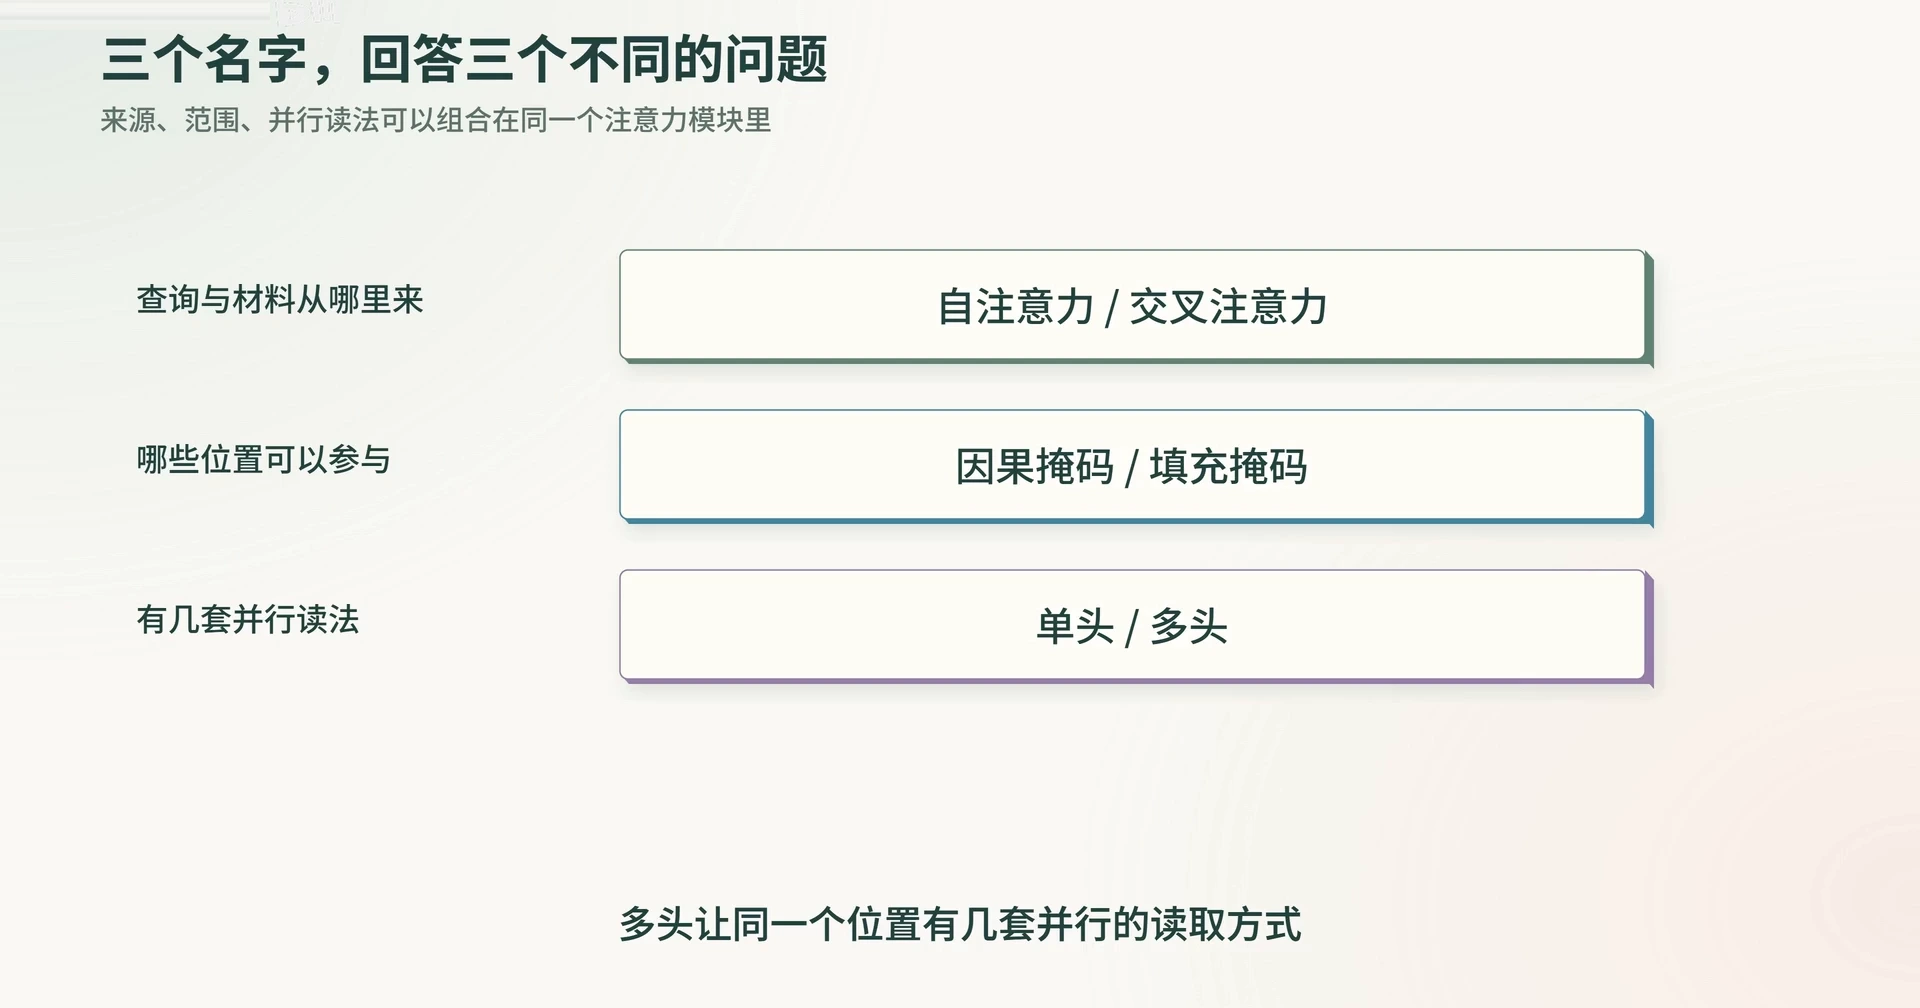 三个名字，回答三个不同的问题
来源、范围、并行读法可以组合在同一个注意力模块里
查询与材料从哪里来
自注意力 / 交叉注意力
哪些位置可以参与
因果掩码 / 填充掩码
有几套并行读法
单头 / 多头
多头让同一个位置有几套并行的读取方式